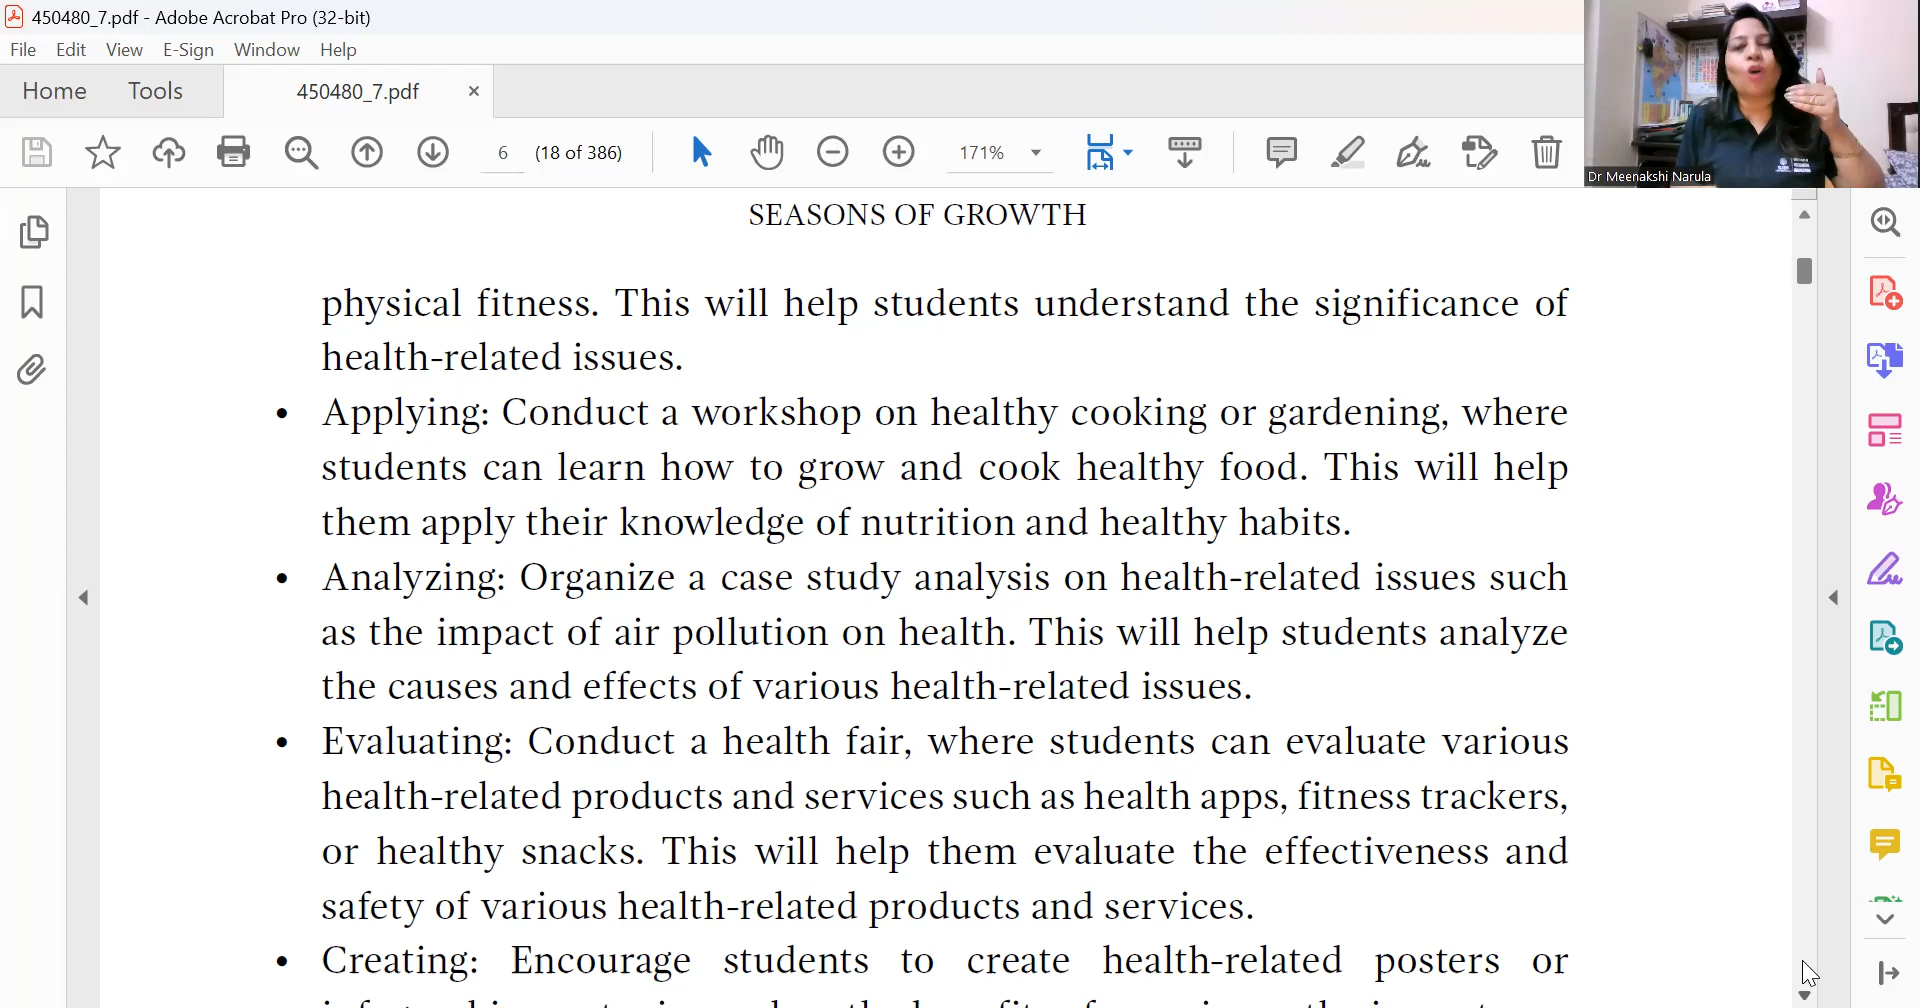 450480_7.pdf - Adobe Acrobat Pro (32-bit)
File Edit View E-Sign Window Help
Home Tools 450480_7.pdf ×
6 (18 of 386) 171%
Dr Meenakshi Narula
SEASONS OF GROWTH
physical fitness. This will help students understand the significance of
health-related issues.
• Applying: Conduct a workshop on healthy cooking or gardening, where
students can learn how to grow and cook healthy food. This will help
them apply their knowledge of nutrition and healthy habits.
• Analyzing: Organize a case study analysis on health-related issues such
as the impact of air pollution on health. This will help students analyze
the causes and effects of various health-related issues.
• Evaluating: Conduct a health fair, where students can evaluate various
health-related products and services such as health apps, fitness trackers,
or healthy snacks. This will help them evaluate the effectiveness and
safety of various health-related products and services.
• Creating: Encourage students to create health-related posters or